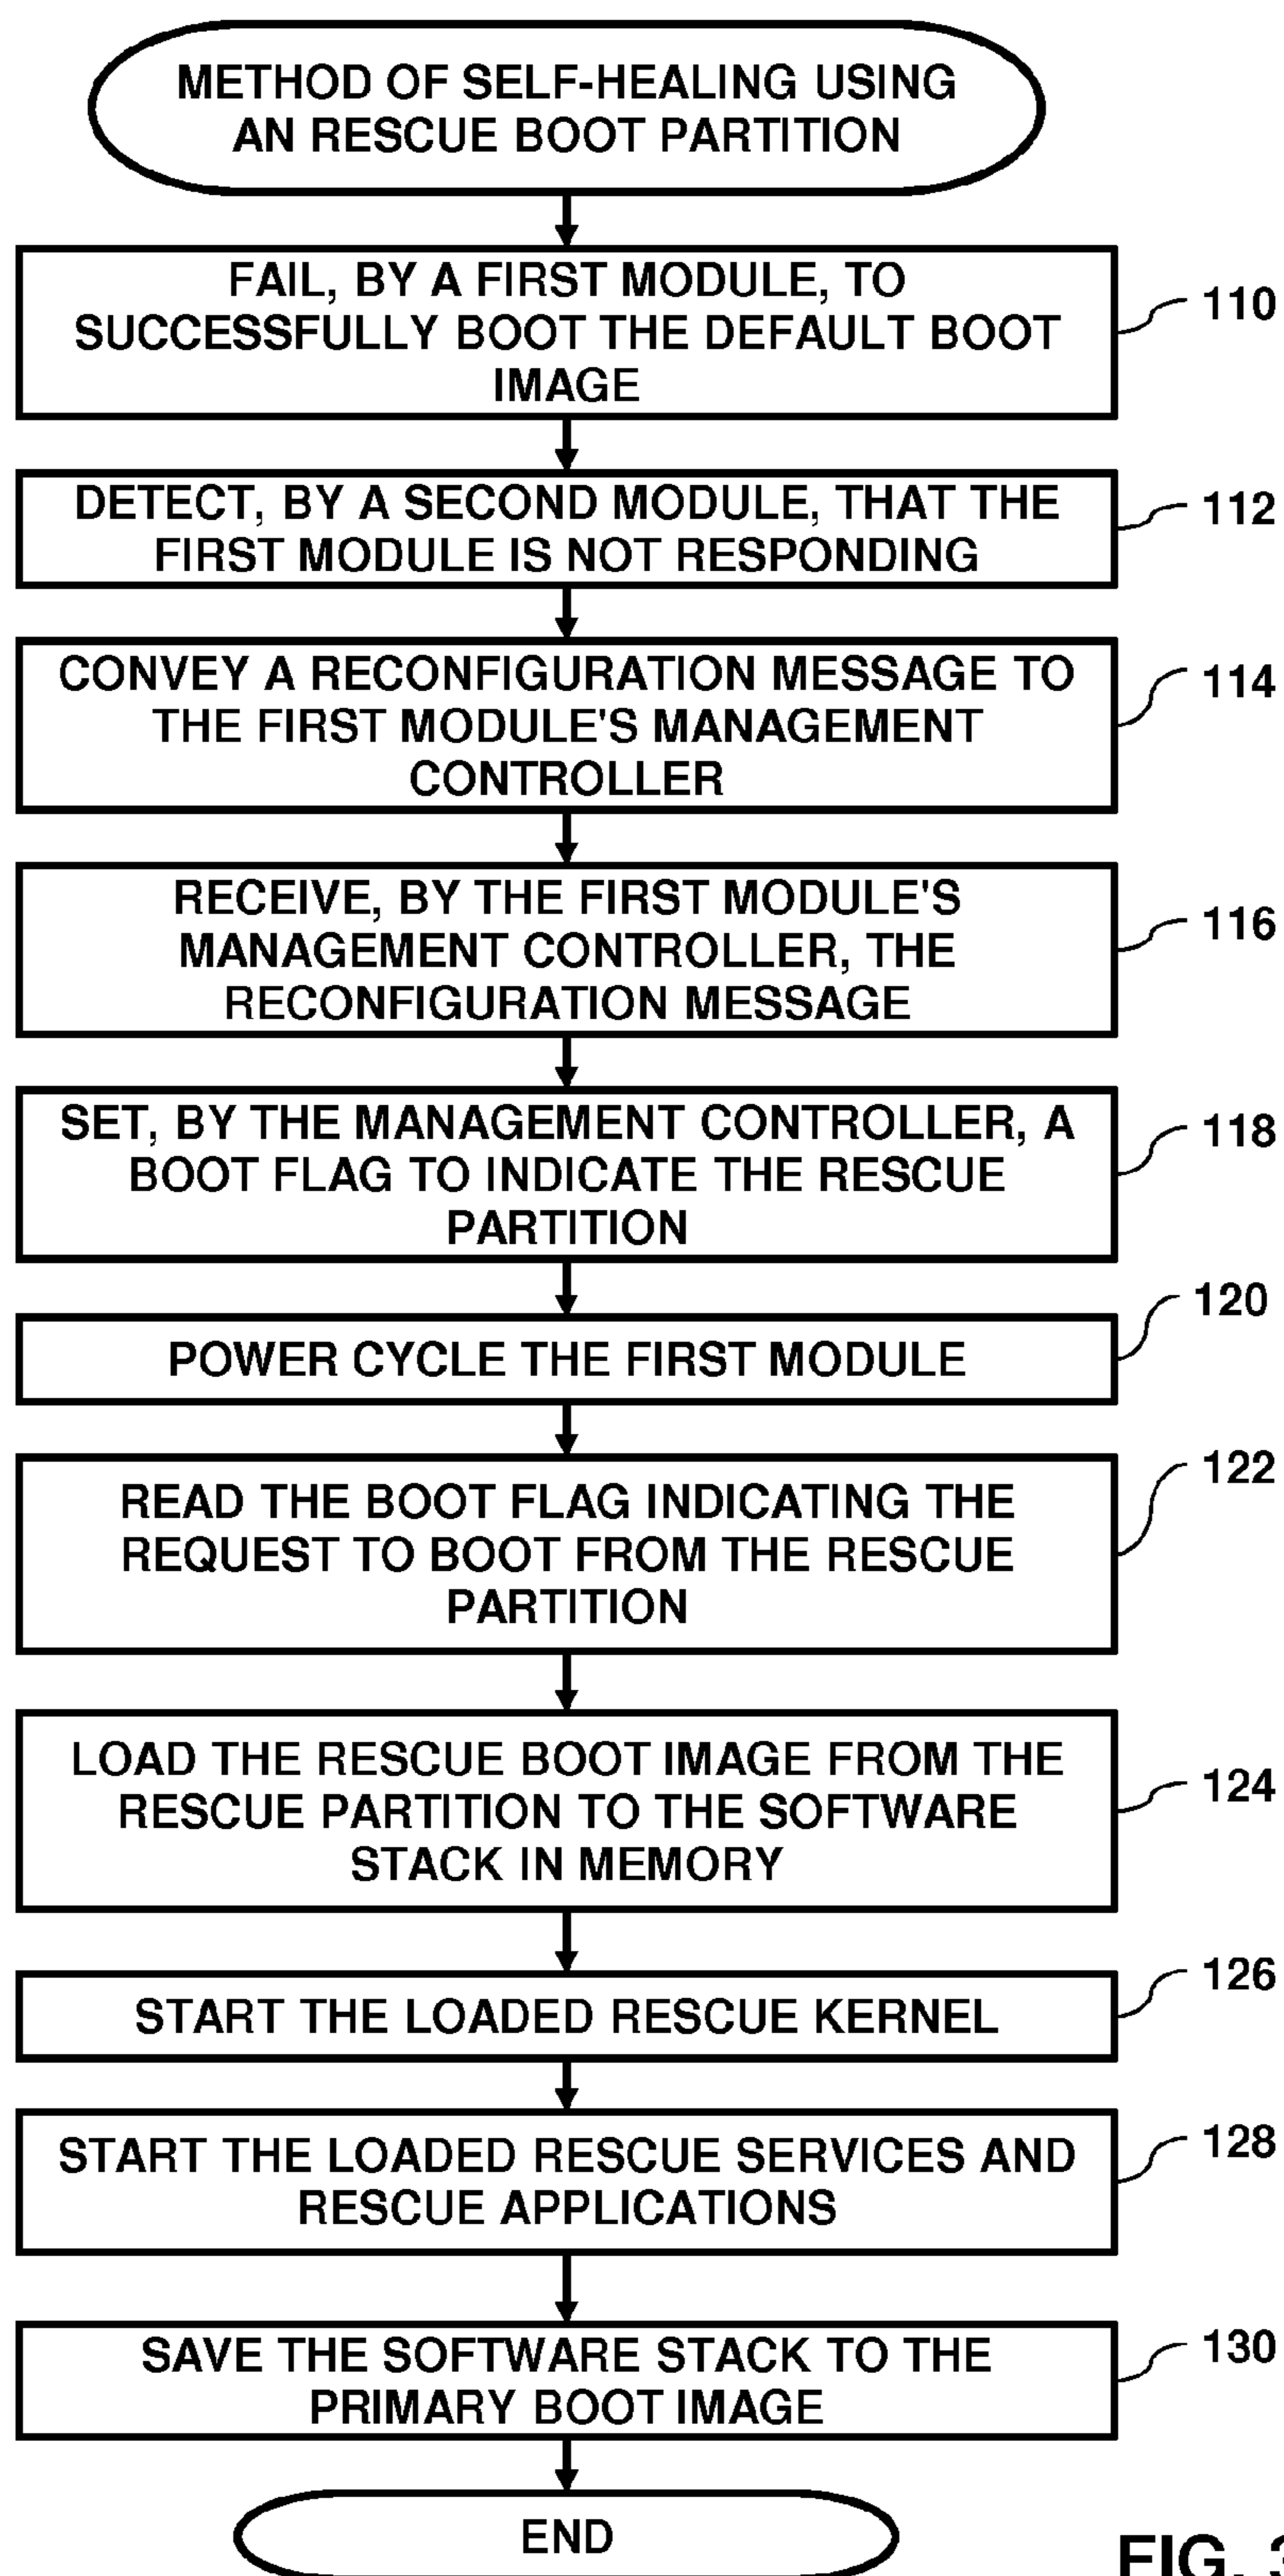 METHOD OF SELF-HEALING USING
AN RESCUE BOOT PARTITION
FAIL, BY A FIRST MODULE, TO
SUCCESSFULLY BOOT THE DEFAULT BOOT
IMAGE
110
DETECT, BY A SECOND MODULE, THAT THE
FIRST MODULE IS NOT RESPONDING
112
CONVEY A RECONFIGURATION MESSAGE TO
THE FIRST MODULE'S MANAGEMENT
CONTROLLER
114
RECEIVE, BY THE FIRST MODULE'S
MANAGEMENT CONTROLLER, THE
RECONFIGURATION MESSAGE
116
SET, BY THE MANAGEMENT CONTROLLER, A
BOOT FLAG TO INDICATE THE RESCUE
PARTITION
118
POWER CYCLE THE FIRST MODULE
120
READ THE BOOT FLAG INDICATING THE
REQUEST TO BOOT FROM THE RESCUE
PARTITION
122
LOAD THE RESCUE BOOT IMAGE FROM THE
RESCUE PARTITION TO THE SOFTWARE
STACK IN MEMORY
124
START THE LOADED RESCUE KERNEL
126
START THE LOADED RESCUE SERVICES AND
RESCUE APPLICATIONS
128
SAVE THE SOFTWARE STACK TO THE
PRIMARY BOOT IMAGE
130
END
FIG. 3